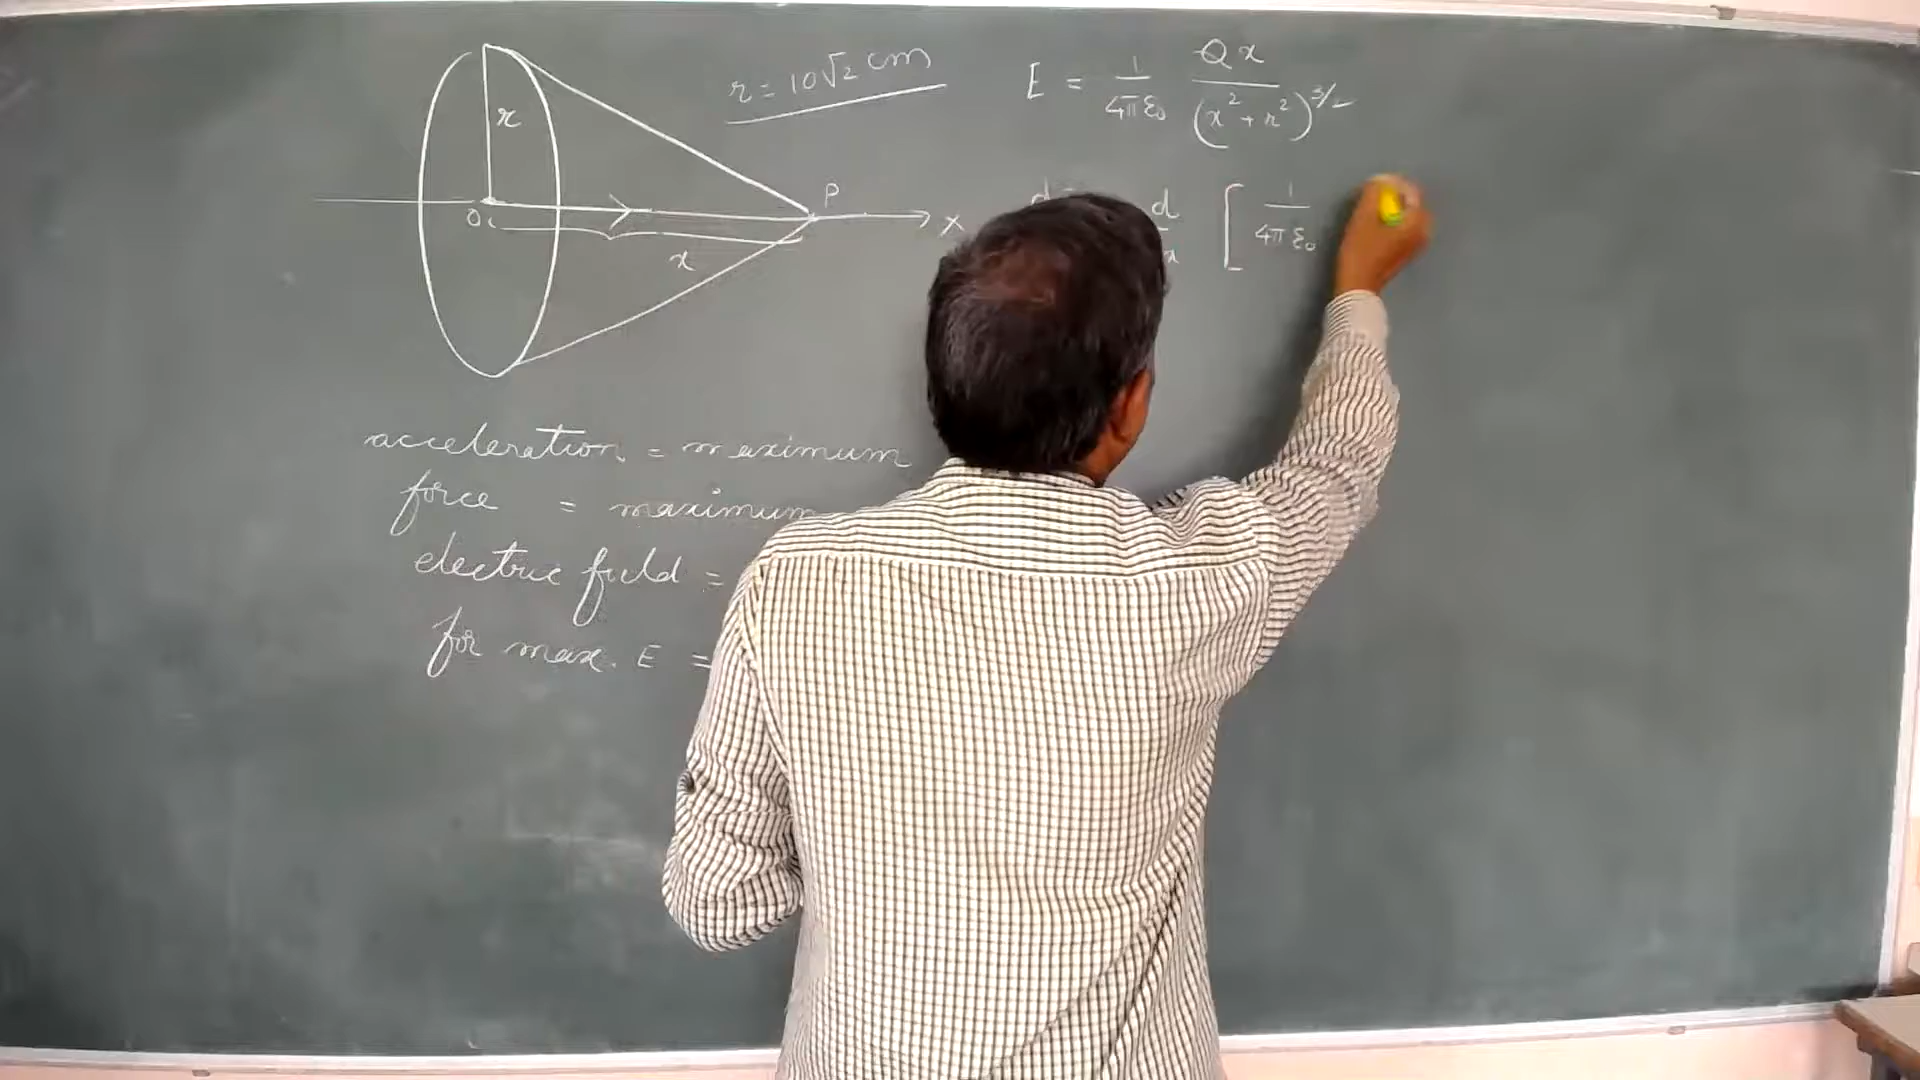 r
O
P
X
x
r = 10√2 cm
E = 1/4πε₀ Qx/(x² + r²)^3/2
d
d [ 1/4πε₀
x
acceleration = maximum
force = maximum
electric field =
for max. E =